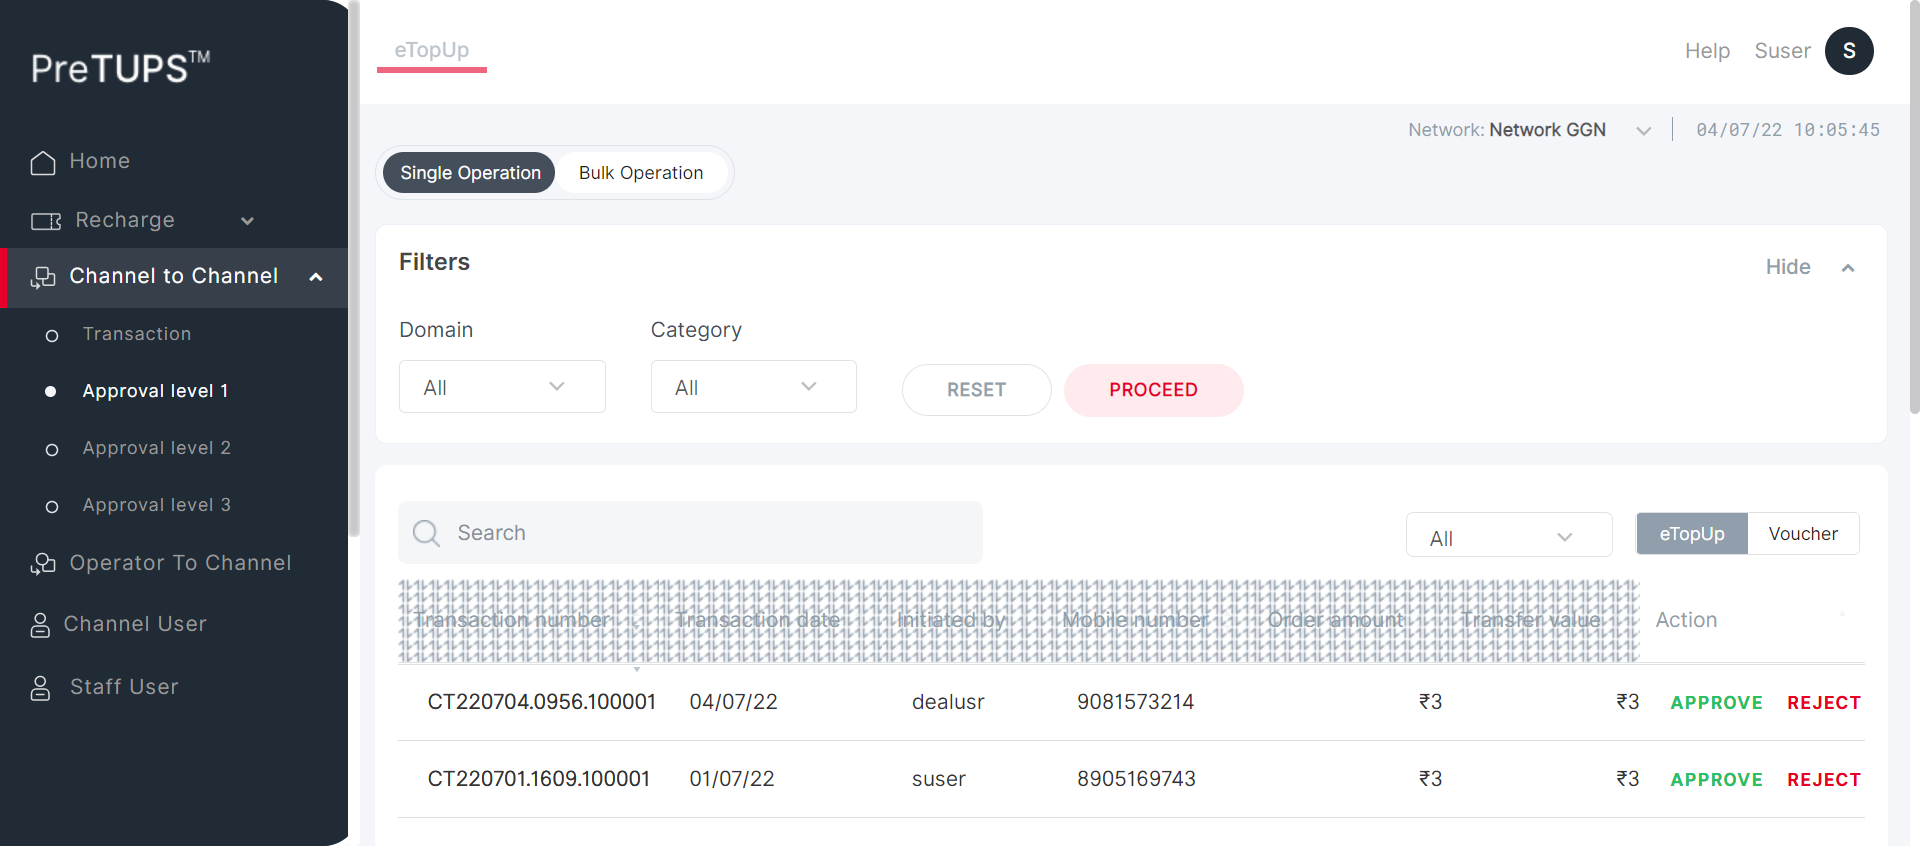 PreTUPS™
Home
Recharge
Channel to Channel
Transaction
Approval level 1
Approval level 2
Approval level 3
Operator To Channel
Channel User
Staff User
eTopUp
Help Suser S
Network: Network GGN 04/07/22 10:05:45
Single Operation Bulk Operation
Filters
Hide
Domain Category
All All RESET PROCEED
Search All eTopUp Voucher
Transaction number Transaction date Initiated by Mobile number Order amount Transfer value Action
CT220704.0956.100001 04/07/22 dealusr 9081573214 ₹3 ₹3 APPROVE REJECT
CT220701.1609.100001 01/07/22 suser 8905169743 ₹3 ₹3 APPROVE REJECT